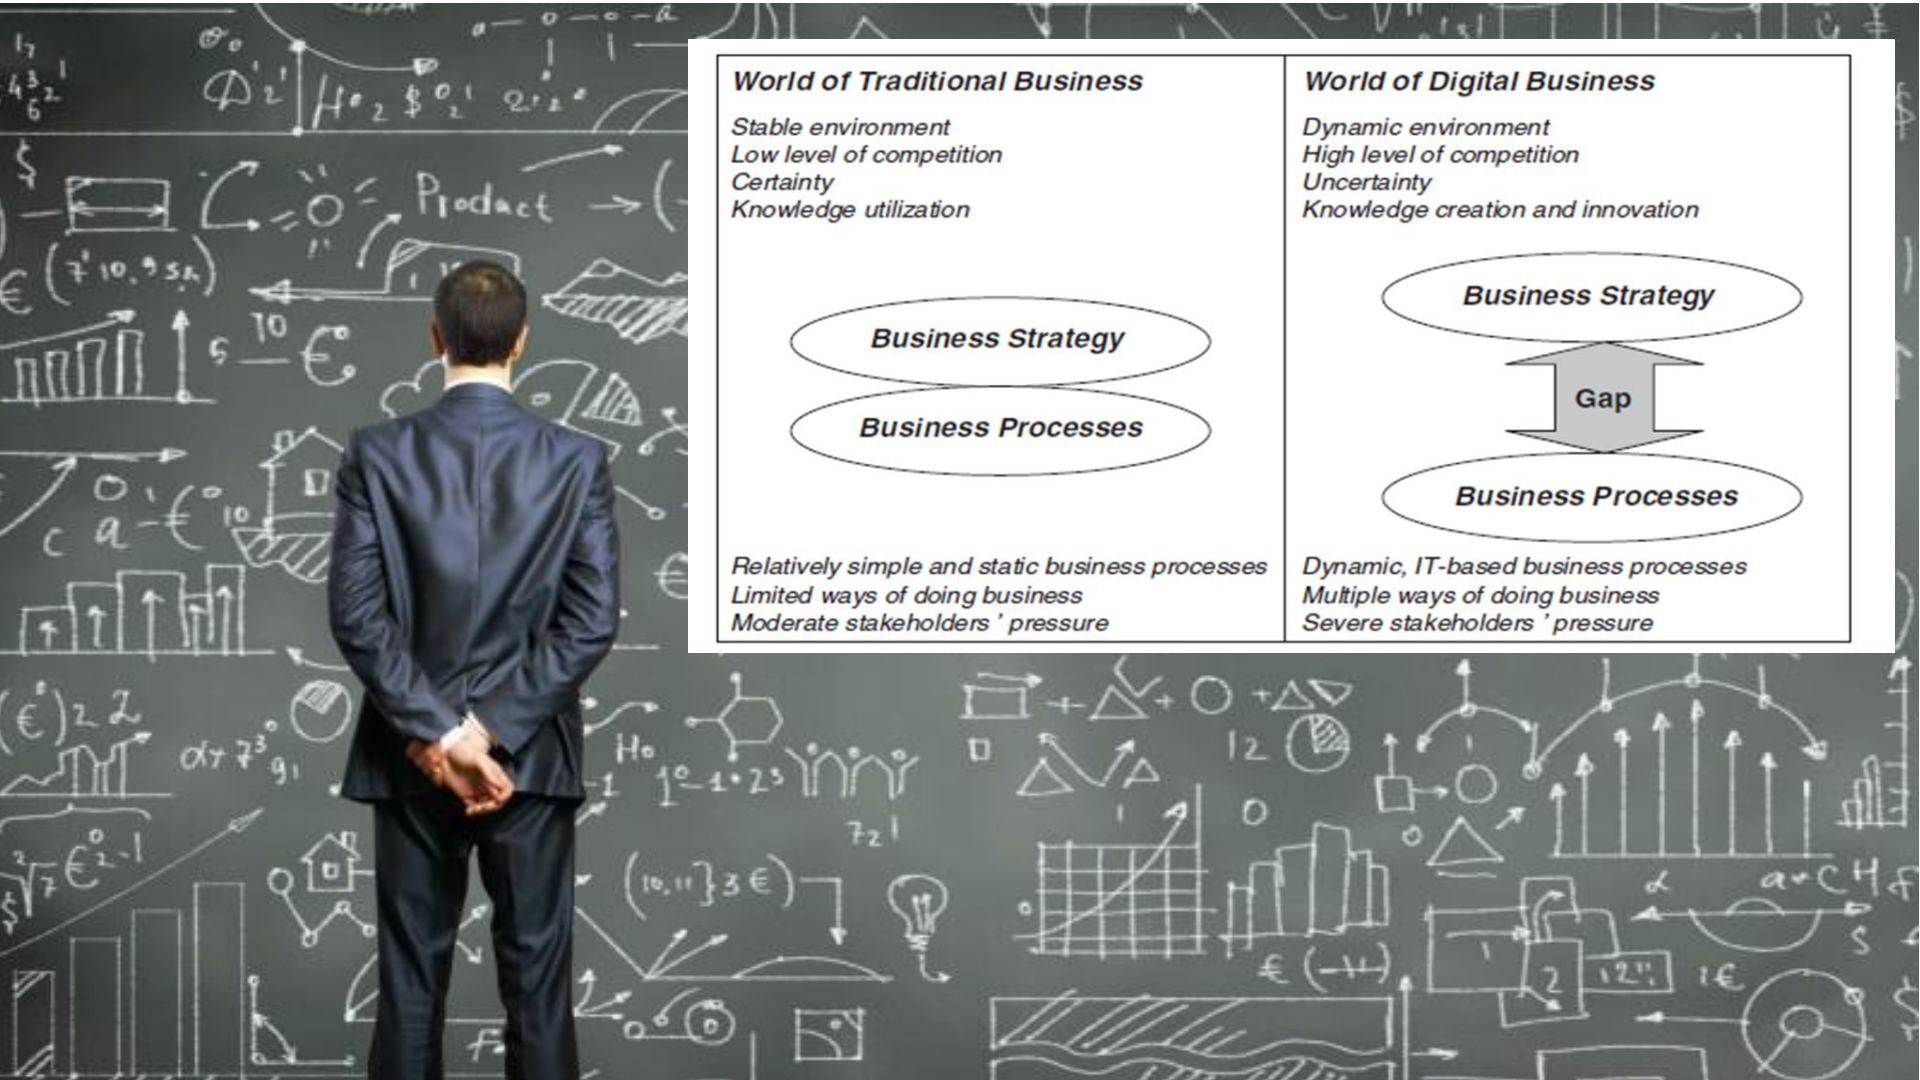 World of Traditional Business
Stable environment
Low level of competition
Certainty
Knowledge utilization
Business Strategy
Business Processes
Relatively simple and static business processes
Limited ways of doing business
Moderate stakeholders ’ pressure
World of Digital Business
Dynamic environment
High level of competition
Uncertainty
Knowledge creation and innovation
Business Strategy
Gap
Business Processes
Dynamic, IT-based business processes
Multiple ways of doing business
Severe stakeholders ’ pressure
Product